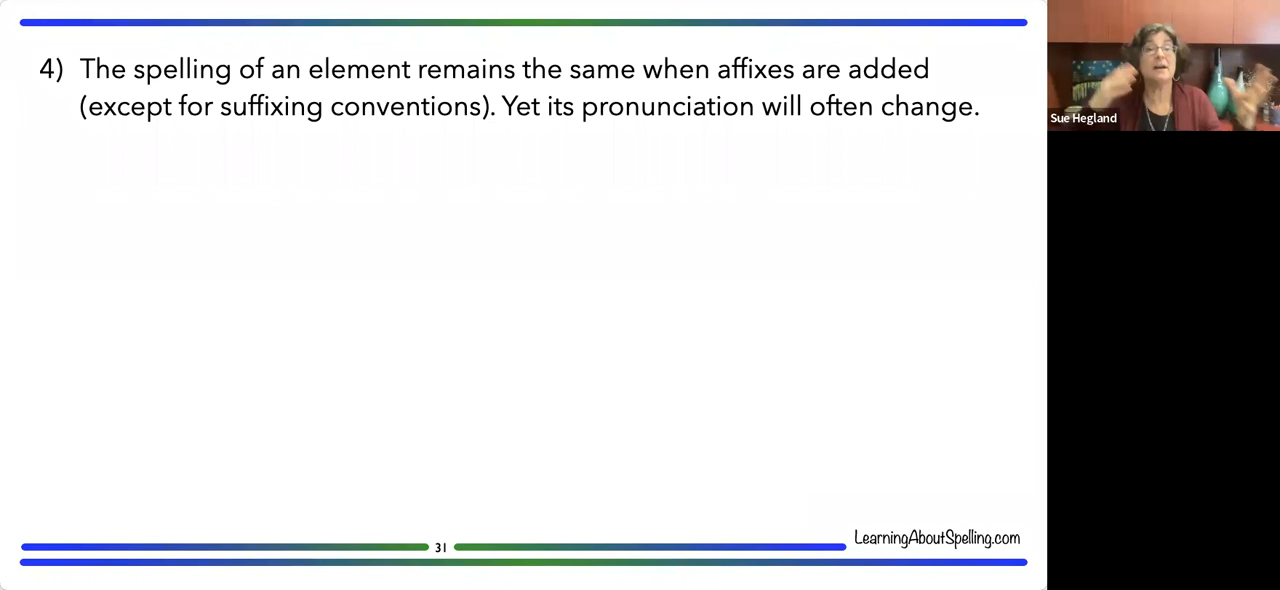 4) The spelling of an element remains the same when affixes are added
(except for suffixing conventions). Yet its pronunciation will often change.
Sue Hegland
LearningAboutSpelling.com
31